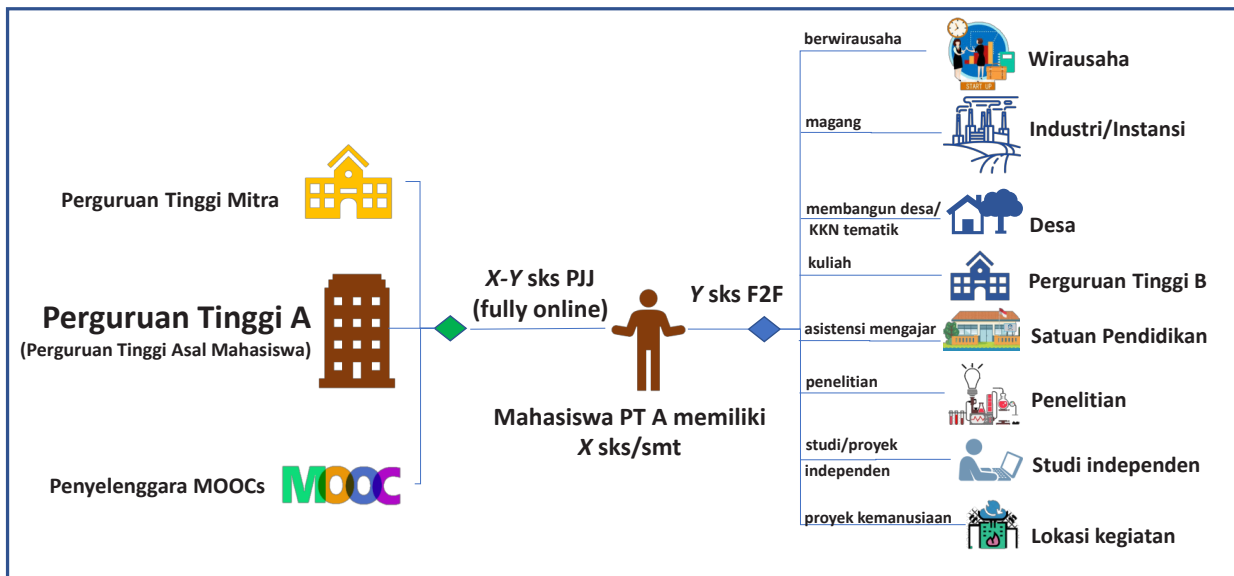 Perguruan Tinggi Mitra
Perguruan Tinggi A
(Perguruan Tinggi Asal Mahasiswa)
Penyelenggara MOOCs
MOOC
X-Y sks PJJ
(fully online)
Mahasiswa PT A memiliki
X sks/smt
Y sks F2F
berwirausaha
START UP
Wirausaha
magang
Industri/Instansi
membangun desa/
KKN tematik
Desa
kuliah
Perguruan Tinggi B
asistensi mengajar
Satuan Pendidikan
penelitian
Penelitian
studi/proyek
independen
Studi independen
proyek kemanusiaan
Lokasi kegiatan